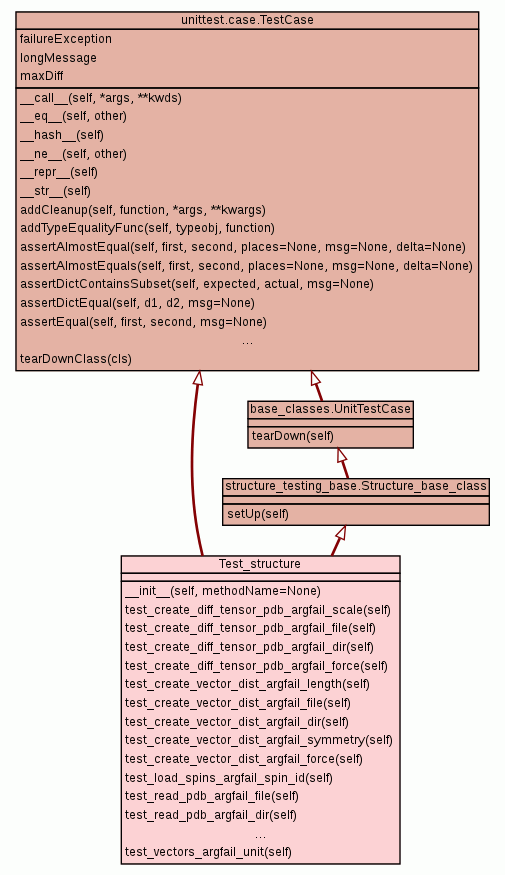 unittest.case.TestCase
failureException
longMessage
maxDiff
__call__(self, *args, **kwds)
__eq__(self, other)
__hash__(self)
__ne__(self, other)
__repr__(self)
__str__(self)
addCleanup(self, function, *args, **kwargs)
addTypeEqualityFunc(self, typeobj, function)
assertAlmostEqual(self, first, second, places=None, msg=None, delta=None)
assertAlmostEquals(self, first, second, places=None, msg=None, delta=None)
assertDictContainsSubset(self, expected, actual, msg=None)
assertDictEqual(self, d1, d2, msg=None)
assertEqual(self, first, second, msg=None)
...
tearDownClass(cls)
base_classes.UnitTestCase
tearDown(self)
structure_testing_base.Structure_base_class
setUp(self)
Test_structure
__init__(self, methodName=None)
test_create_diff_tensor_pdb_argfail_scale(self)
test_create_diff_tensor_pdb_argfail_file(self)
test_create_diff_tensor_pdb_argfail_dir(self)
test_create_diff_tensor_pdb_argfail_force(self)
test_create_vector_dist_argfail_length(self)
test_create_vector_dist_argfail_file(self)
test_create_vector_dist_argfail_dir(self)
test_create_vector_dist_argfail_symmetry(self)
test_create_vector_dist_argfail_force(self)
test_load_spins_argfail_spin_id(self)
test_read_pdb_argfail_file(self)
test_read_pdb_argfail_dir(self)
...
test_vectors_argfail_unit(self)